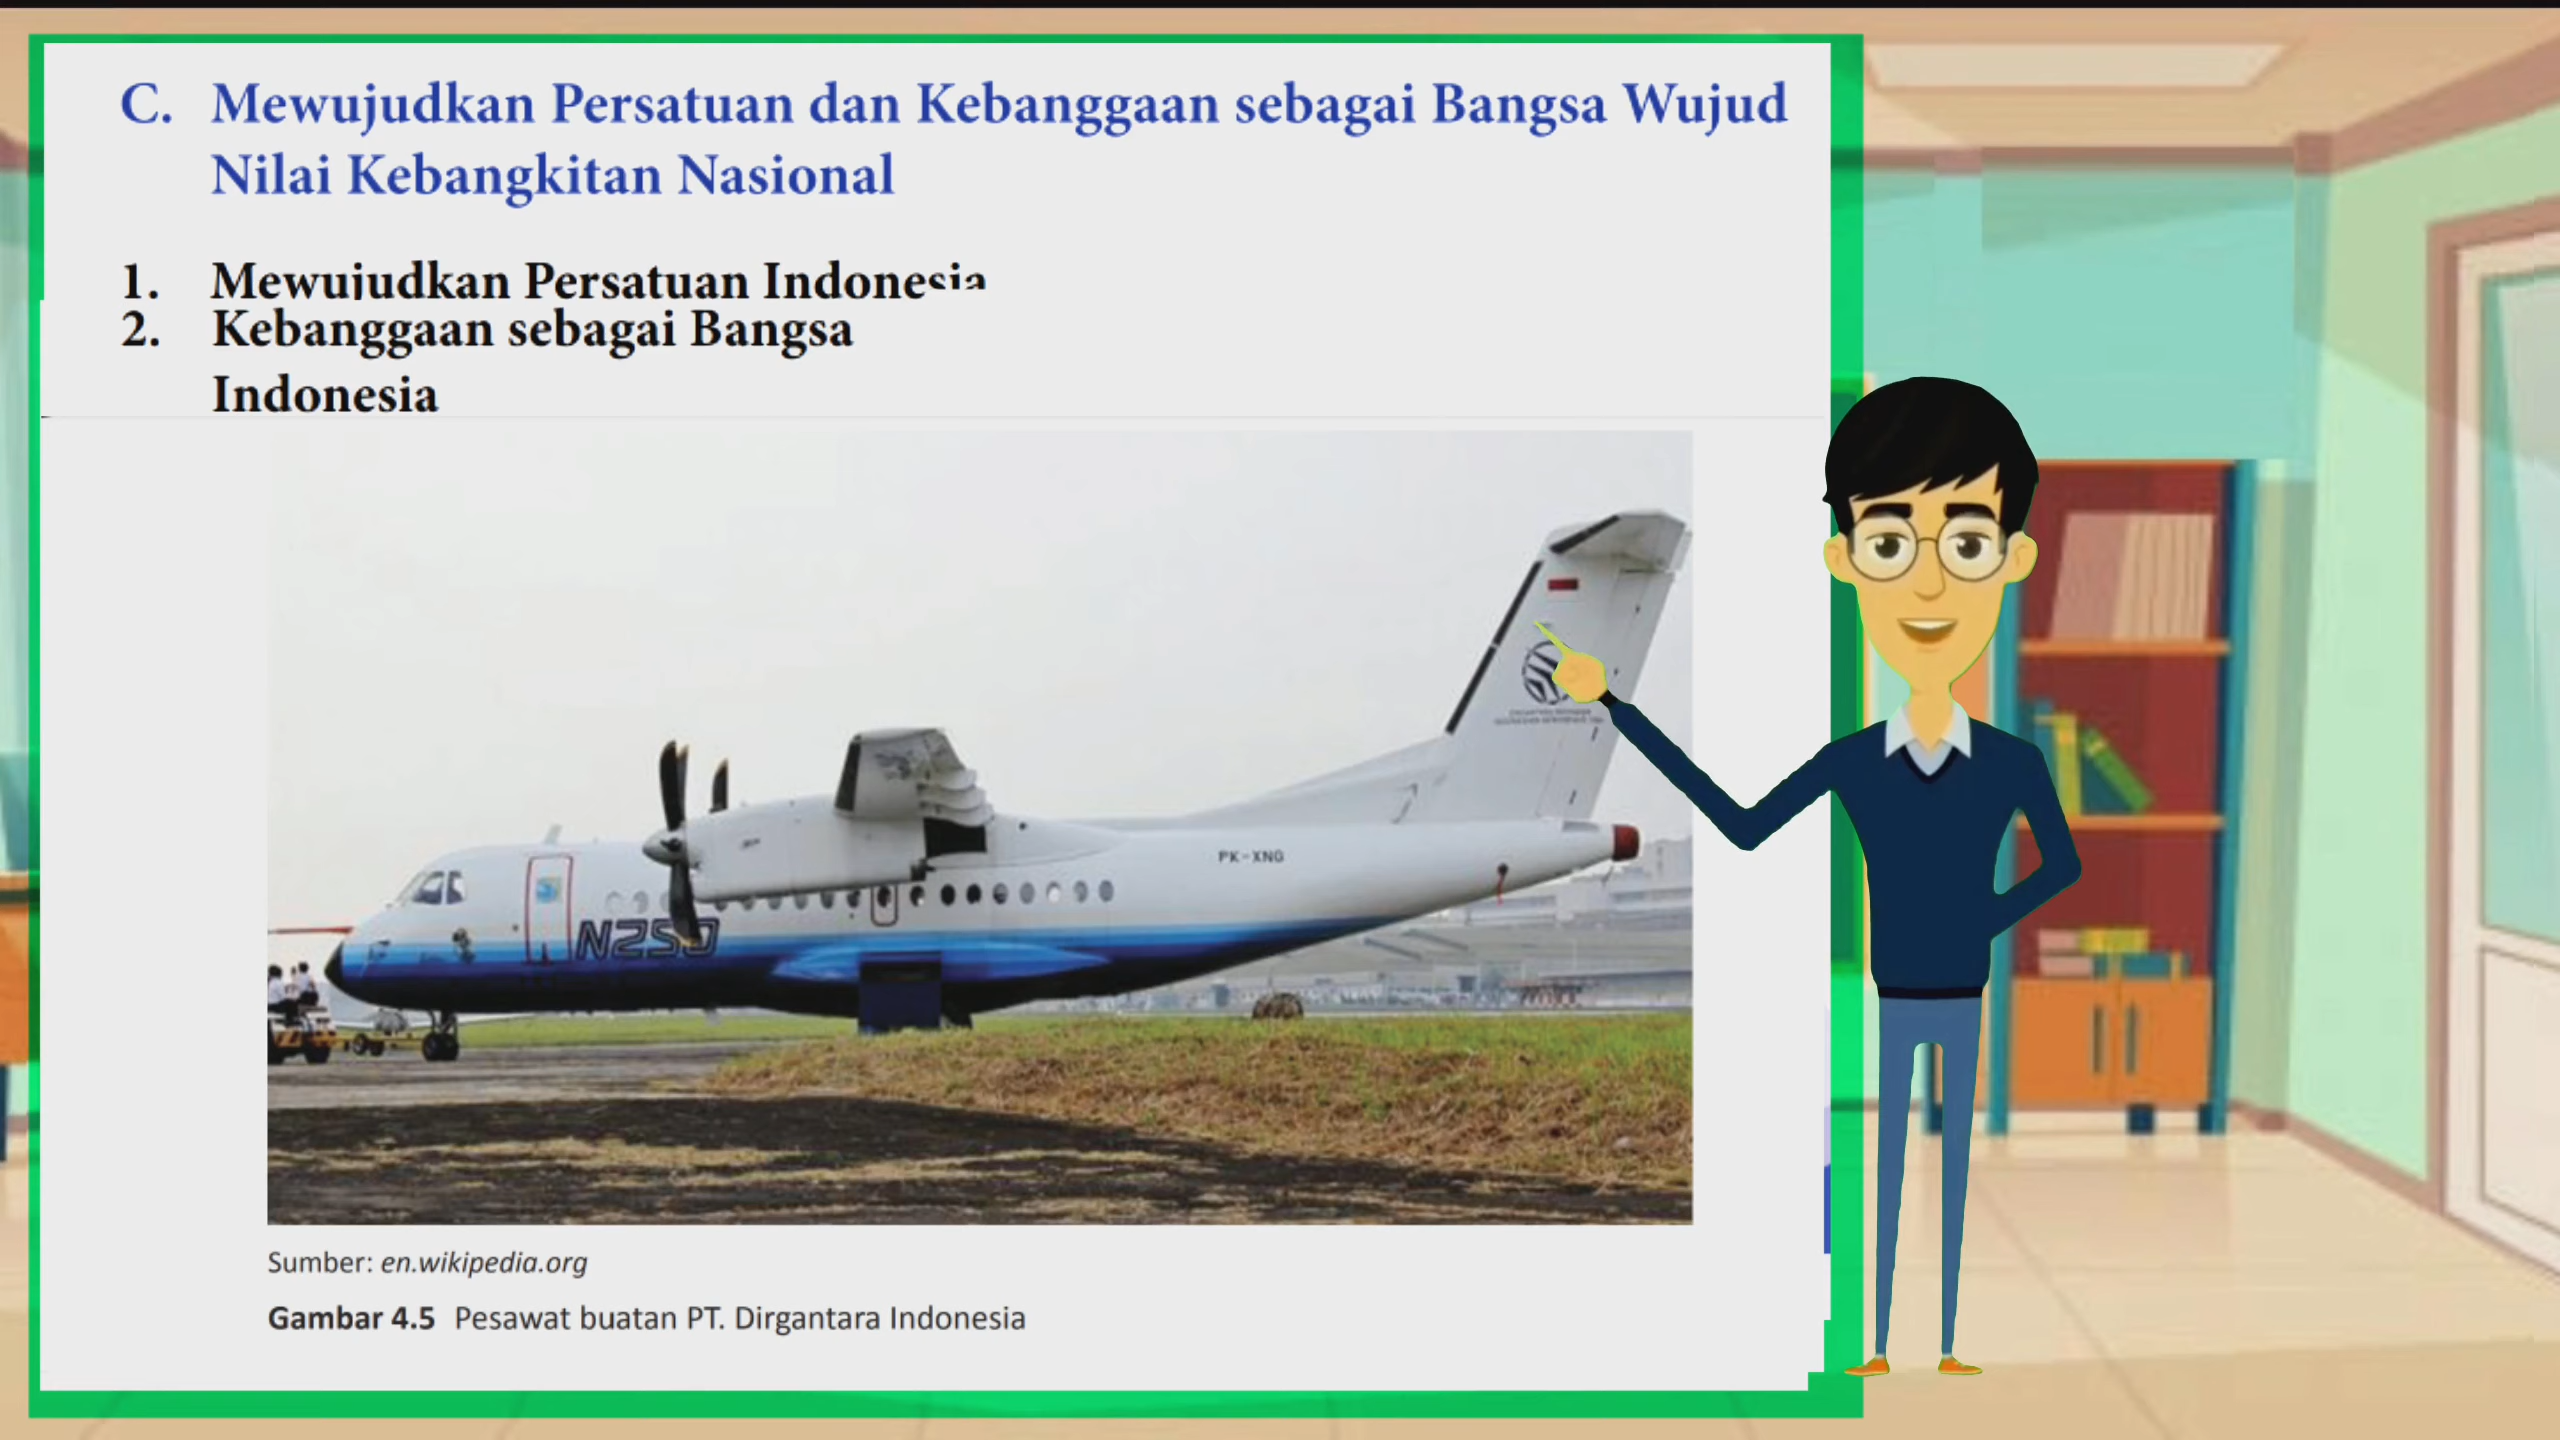 C. Mewujudkan Persatuan dan Kebanggaan sebagai Bangsa Wujud
Nilai Kebangkitan Nasional
1. Mewujudkan Persatuan Indonesia
2. Kebanggaan sebagai Bangsa
Indonesia
PK-XNG
N250
Sumber: en.wikipedia.org
Gambar 4.5 Pesawat buatan PT. Dirgantara Indonesia